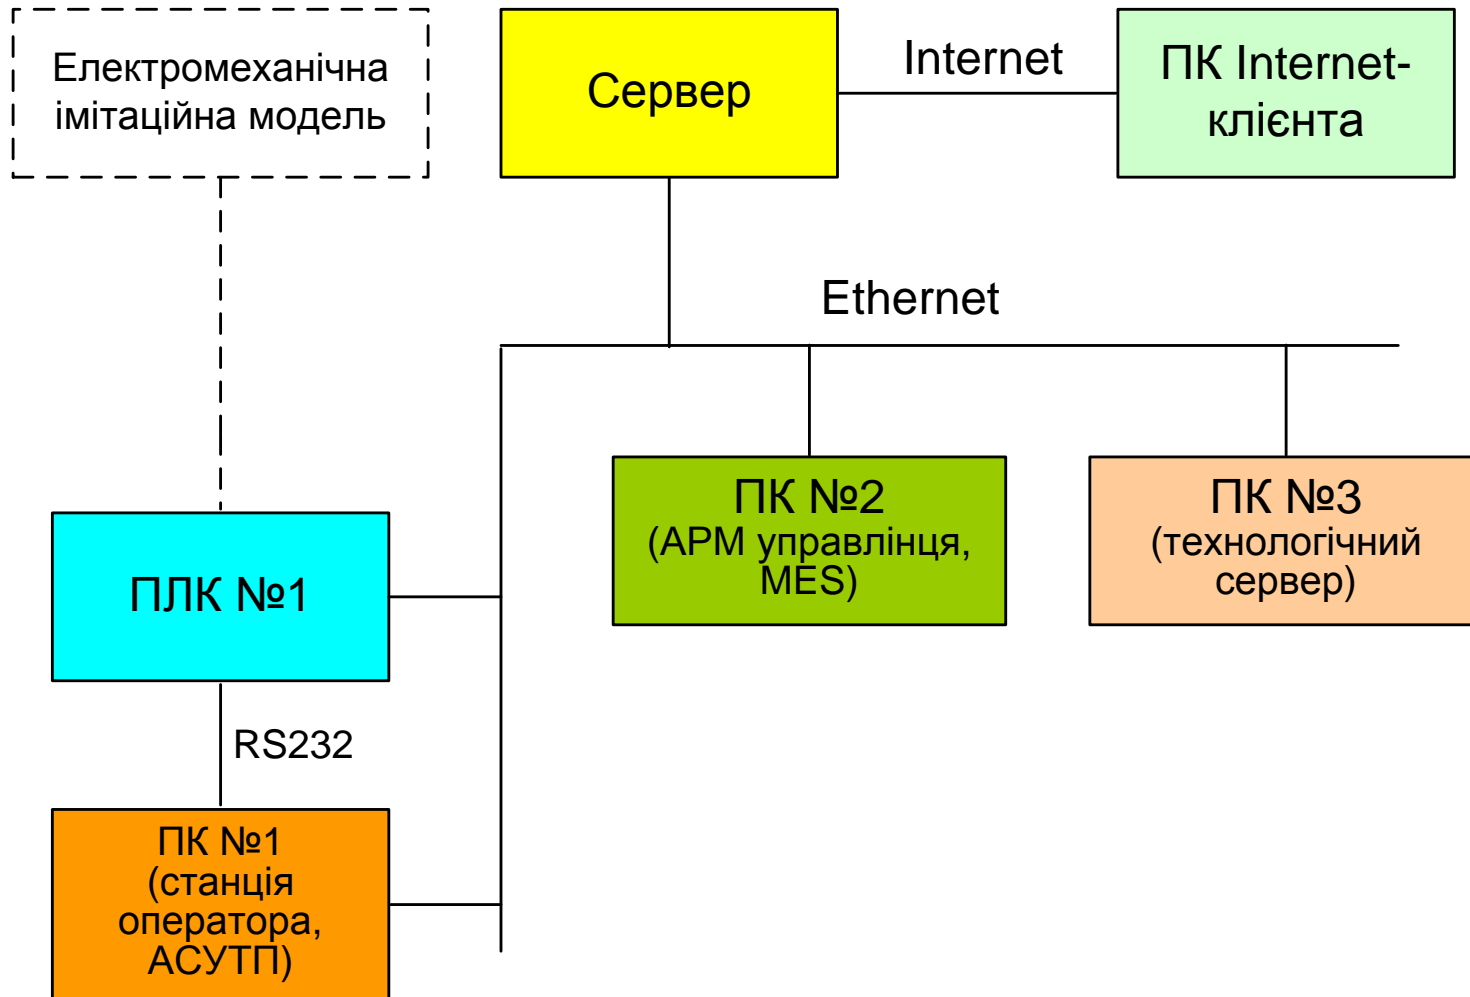 Електромеханічна
імітаційна модель
Сервер
Internet
ПК Internet-
клієнта
Ethernet
ПЛК №1
ПК №2
(АРМ управлінця,
MES)
ПК №3
(технологічний
сервер)
RS232
ПК №1
(станція
оператора,
АСУТП)